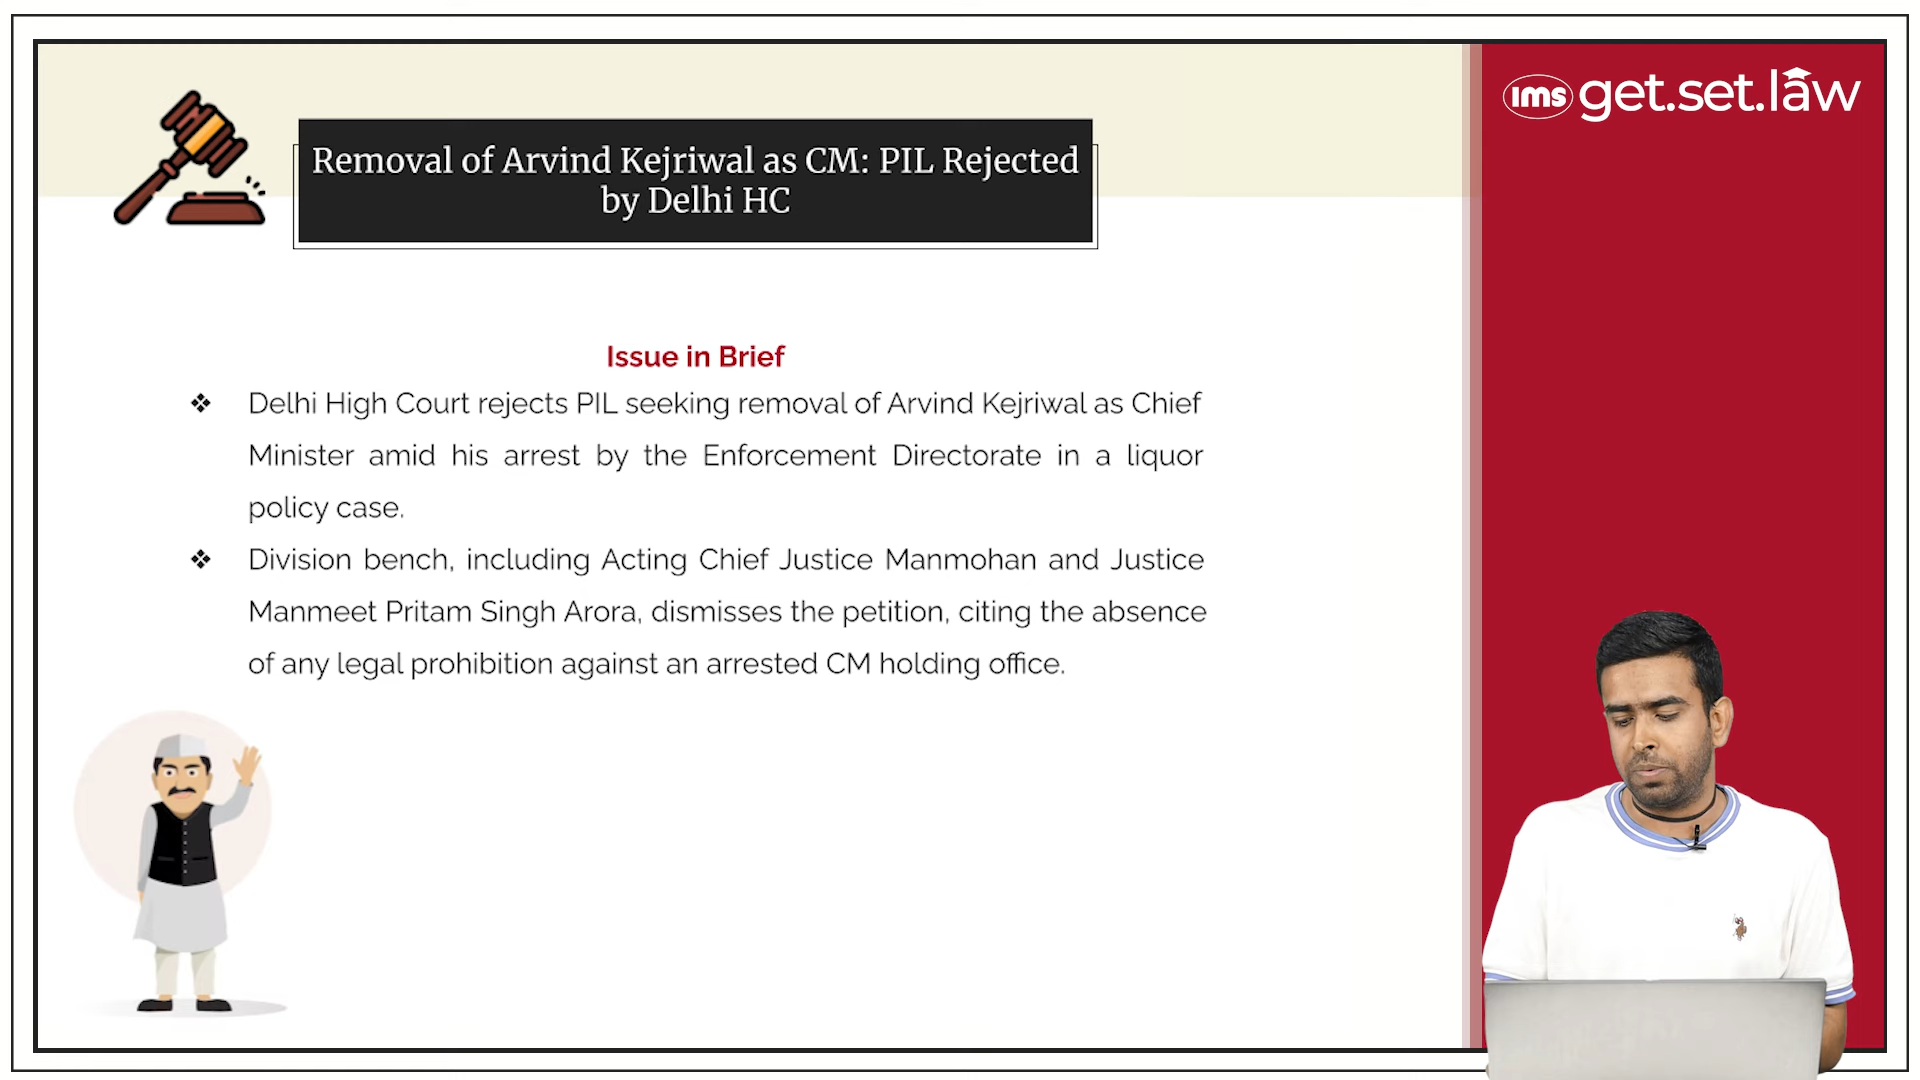 ims get.set.law
Removal of Arvind Kejriwal as CM: PIL Rejected
by Delhi HC
Issue in Brief
❖ Delhi High Court rejects PIL seeking removal of Arvind Kejriwal as Chief
Minister amid his arrest by the Enforcement Directorate in a liquor
policy case.
❖ Division bench, including Acting Chief Justice Manmohan and Justice
Manmeet Pritam Singh Arora, dismisses the petition, citing the absence
of any legal prohibition against an arrested CM holding office.